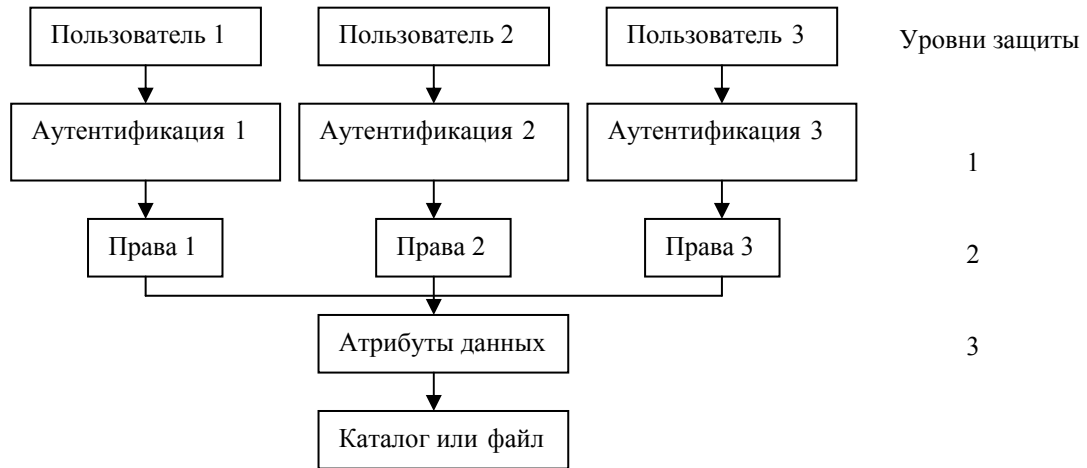 Пользователь 1
Пользователь 2
Пользователь 3
Уровни защиты
Аутентификация 1
Аутентификация 2
Аутентификация 3
1
Права 1
Права 2
Права 3
2
Атрибуты данных
3
Каталог или файл